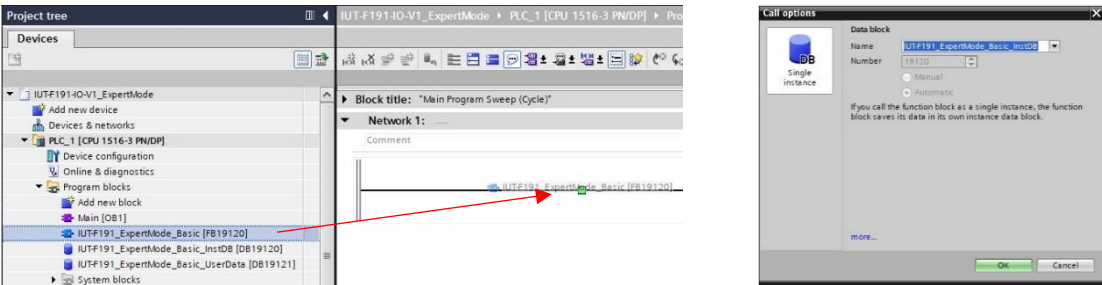 Project tree
Devices
IUT-F191-IO-V1_ExpertMode
Add new device
Devices & networks
PLC_1 [CPU 1516-3 PN/DP]
Device configuration
Online & diagnostics
Program blocks
Add new block
Main [OB1]
IUT-F191_ExpertMode_Basic [FB19120]
IUT-F191_ExpertMode_Basic_InstDB [DB19120]
IUT-F191_ExpertMode_Basic_UserData [DB19121]
System blocks
IUT-F191-IO-V1_ExpertMode PLC_1 [CPU 1516-3 PN/DP] Pro
Block title: "Main Program Sweep (Cycle)"
Network 1: .....
Comment
IUT-F191_ExpertMode_Basic [FB19120]
Call options
DB
Single
instance
Data block
Name IUT-F191_ExpertMode_Basic_InstDB
Number 19120
Manual
Automatic
If you call the function block as a single instance, the function
block saves its data in its own instance data block.
more...
OK Cancel